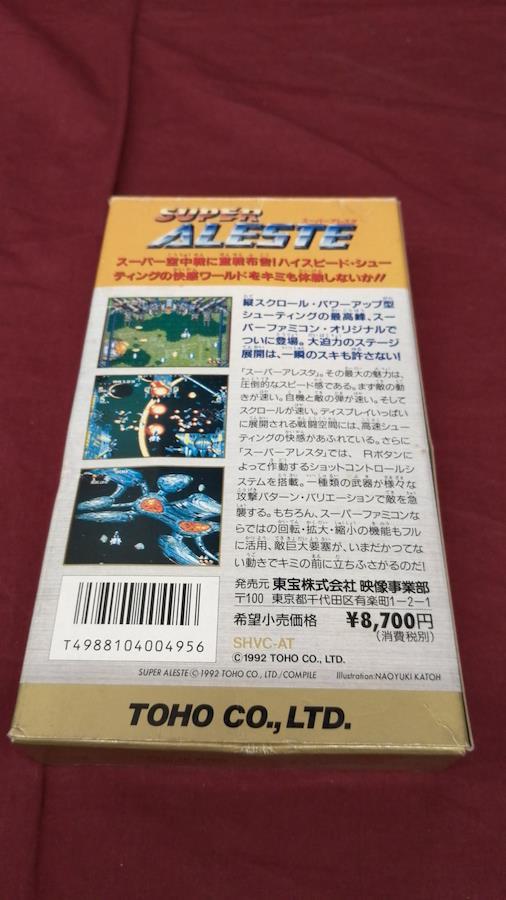 SUPER
スーパーアレスタ
ALESTE
スーパー空中戦に宣戦布告!ハイスピード・シュー
ティングの快感ワールドをキミも体験しないか!!
縦スクロール・パワーアップ型
シューティングの最高峰、スー
パーファミコン・オリジナルで
ついに登場。大迫力のステージ
展開は、一瞬のスキも許さない!
「スーパーアレスタ」。その最大の魅力は、
圧倒的なスピード感である。まず敵の動
きが速い。自機と敵の弾が速い。そして
スクロールが速い。ディスプレイいっぱい
に展開される戦闘空間には、高速シュー
ティングの快感があふれている。さらに
「スーパーアレスタ」では、Rボタンに
よって作動するショットコントロールシ
ステムを搭載。一種類の武器が様々な
攻撃パターン・バリエーションで敵を急
襲する。もちろん、スーパーファミコンな
らではの回転・拡大・縮小の機能もフル
に活用、敵巨大要塞が、いまだかつてな
い動きでキミの前に立ちふさがるのだ!
発売元 東宝株式会社 映像事業部
〒100 東京都千代田区有楽町1-2-1
希望小売価格 ¥8,700円
(消費税別)
SHVC-AT
© 1992 TOHO CO., LTD.
T4988104004956
SUPER ALESTE © 1992 TOHO CO., LTD./COMPILE Illustration:NAOYUKI KATOH
TOHO CO., LTD.